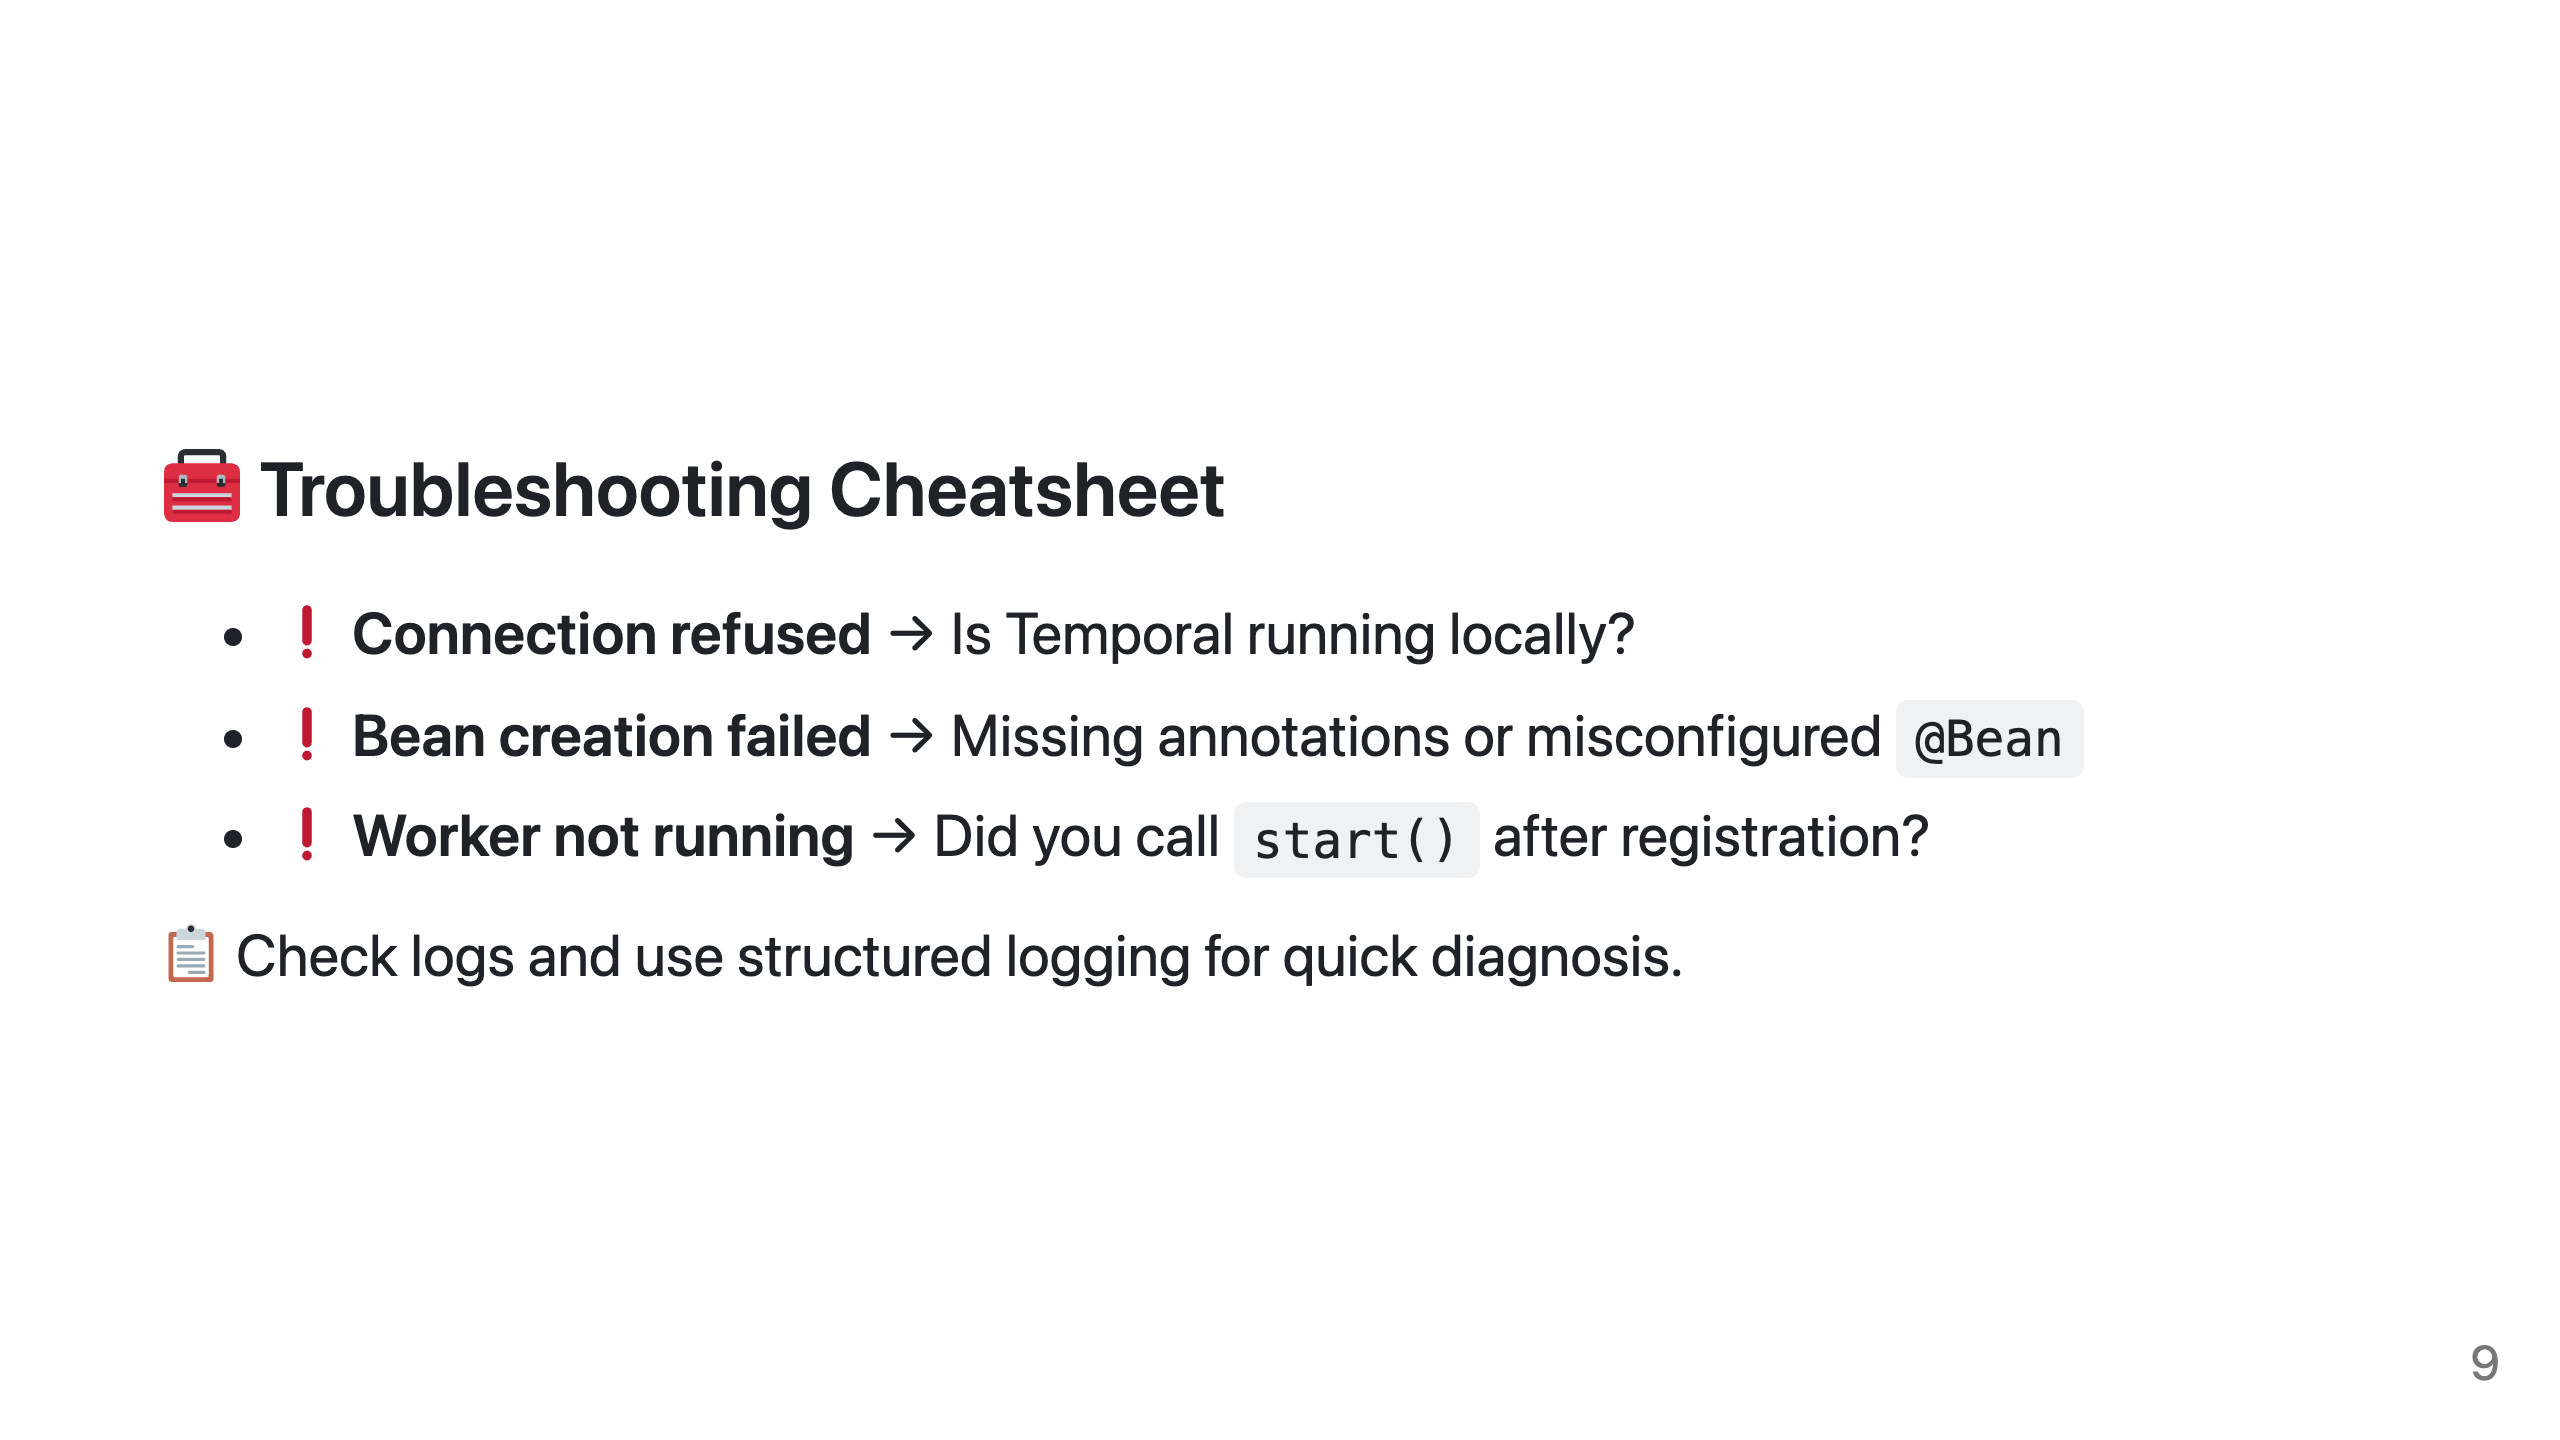 🧰 Troubleshooting Cheatsheet
• ❗ Connection refused → Is Temporal running locally?
• ❗ Bean creation failed → Missing annotations or misconfigured @Bean
• ❗ Worker not running → Did you call start() after registration?
📋 Check logs and use structured logging for quick diagnosis.
9